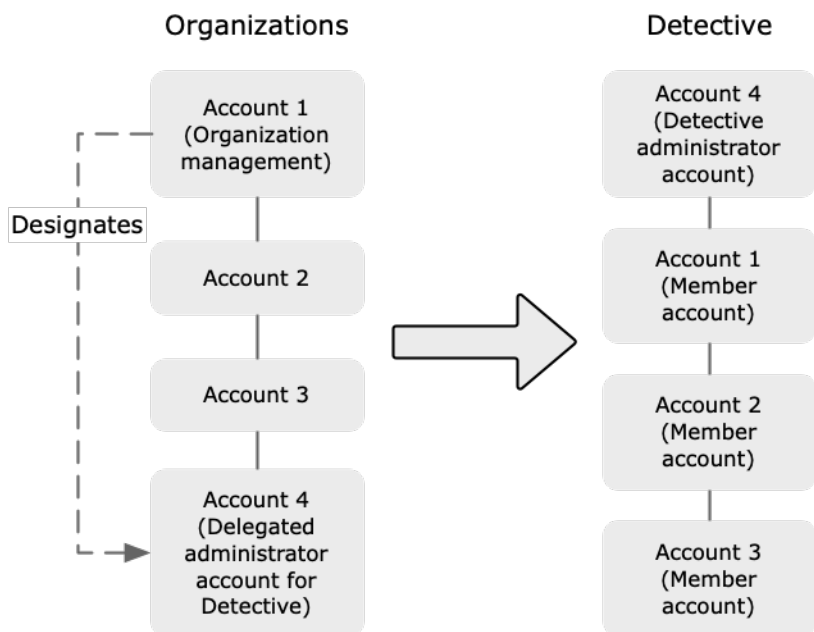 Organizations
Account 1
(Organization
management)
Designates
Account 2
Account 3
Account 4
(Delegated
administrator
account for
Detective)
Detective
Account 4
(Detective
administrator
account)
Account 1
(Member
account)
Account 2
(Member
account)
Account 3
(Member
account)